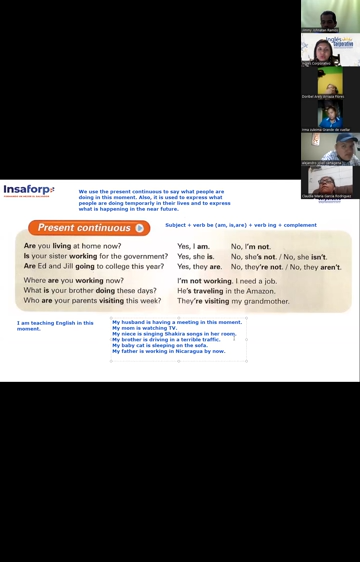 Inglés
Corporativo
Insaforp
We use the present continuous to say what people are
doing in this moment. Also, it is used to express what
people are doing temporarily in their lives and to express
what is happening in the near future.
Present continuous
Subject + verb be (am, is,are) + verb ing + complement
Are you living at home now?
Yes, I am.
No, I'm not.
Is your sister working for the government?
Yes, she is.
No, she's not. / No, she isn't.
Are Ed and Jill going to college this year?
Yes, they are.
No, they're not. / No, they aren't.
Where are you working now?
I'm not working. I need a job.
What is your brother doing these days?
He's traveling in the Amazon.
Who are your parents visiting this week?
They're visiting my grandmother.
I am teaching English in this
moment.
My husband is having a meeting in this moment.
My mom is watching TV.
My niece is singing Shakira songs in her room.
My brother is driving in a terrible traffic.
My baby cat is sleeping on the sofa.
My father is working in Nicaragua by now.